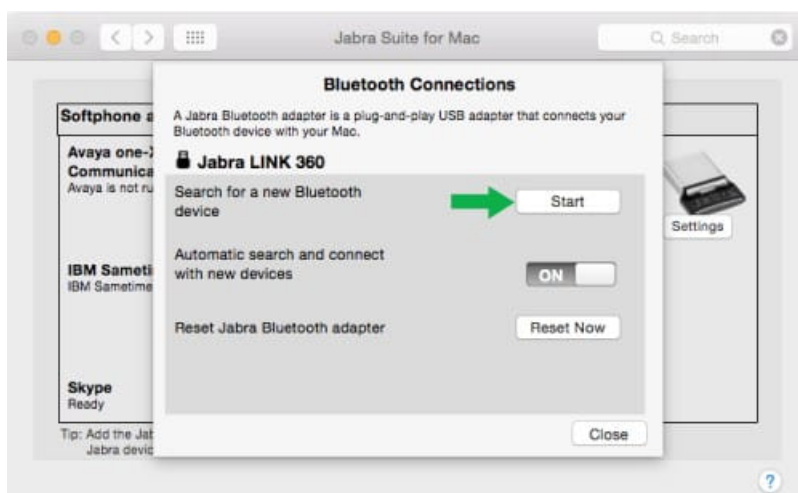 Jabra Suite for Mac
Search
Bluetooth Connections
A Jabra Bluetooth adapter is a plug-and-play USB adapter that connects your
Bluetooth device with your Mac.
Jabra LINK 360
Search for a new Bluetooth
device
Start
Automatic search and connect
with new devices
ON
Reset Jabra Bluetooth adapter
Reset Now
Close
Softphone a
Avaya one-
Communica
Avaya is not ru
IBM Sameti
IBM Sametime
Skype
Ready
Settings
Tip: Add the Jab
Jabra devic
?